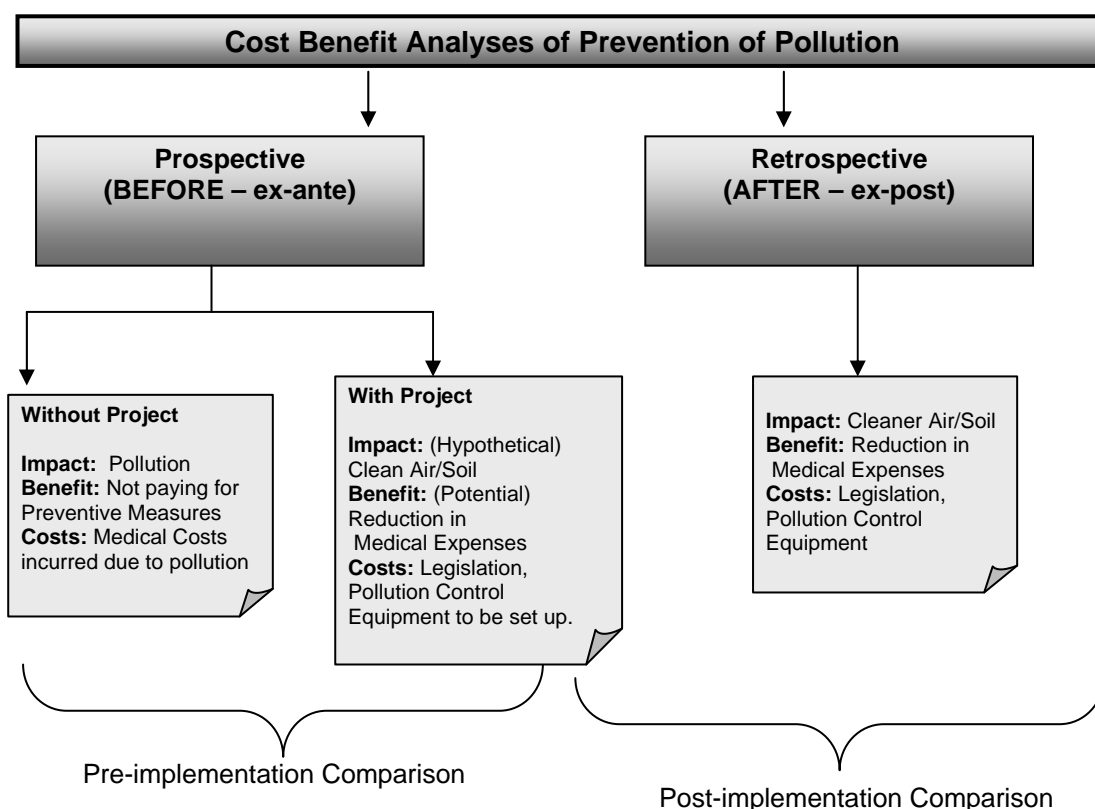 Cost Benefit Analyses of Prevention of Pollution
Prospective
(BEFORE – ex-ante)
Retrospective
(AFTER – ex-post)
Without Project
Impact: Pollution
Benefit: Not paying for
Preventive Measures
Costs: Medical Costs
incurred due to pollution
With Project
Impact: (Hypothetical)
Clean Air/Soil
Benefit: (Potential)
Reduction in
Medical Expenses
Costs: Legislation,
Pollution Control
Equipment to be set up.
Impact: Cleaner Air/Soil
Benefit: Reduction in
Medical Expenses
Costs: Legislation,
Pollution Control
Equipment
Pre-implementation Comparison
Post-implementation Comparison